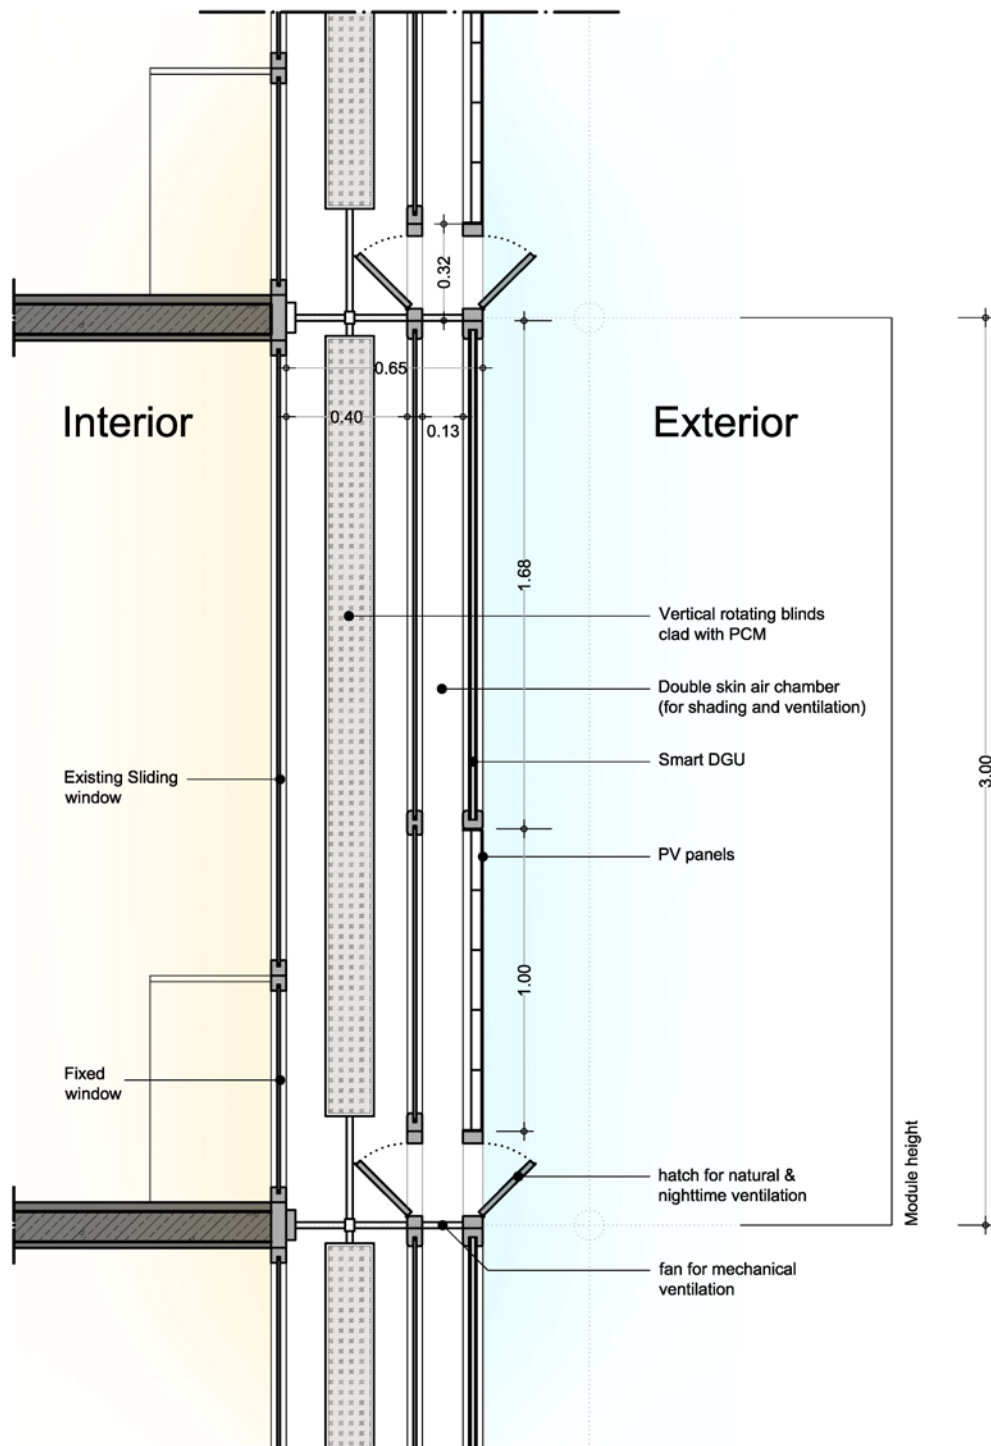 0.32
0.65
Interior
0.40
0.13
Exterior
1.68
Vertical rotating blinds
clad with PCM
Double skin air chamber
(for shading and ventilation)
Smart DGU
Existing Sliding
window
3.00
PV panels
1.00
Fixed
window
Module height
hatch for natural &
nighttime ventilation
fan for mechanical
ventilation